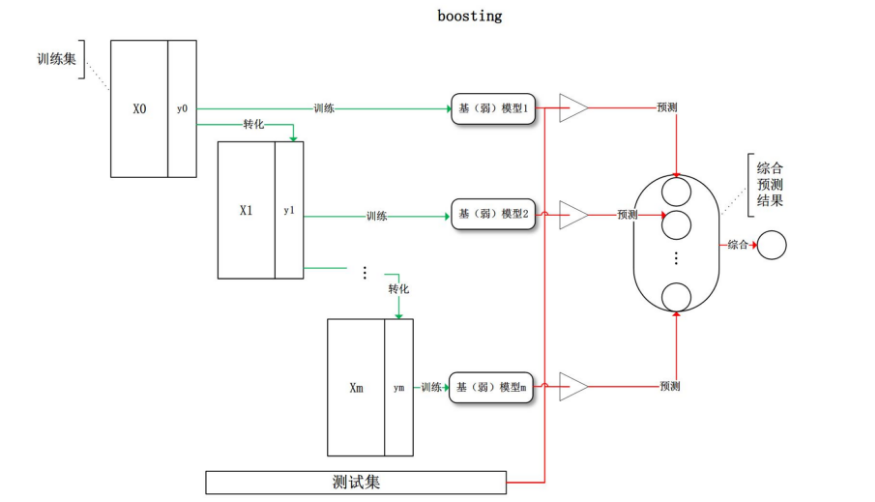 boosting
训练集
X0
y0
训练
基（弱）模型1
预测
转化
X1
y1
训练
基（弱）模型2
预测
综合
预测
结果
综合
⋮
⋮
转化
Xm
ym
训练
基（弱）模型m
预测
测试集